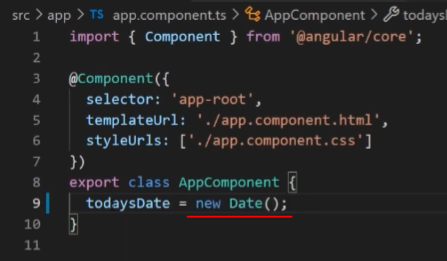 src > app > TS app.component.ts > AppComponent > todays
1 import { Component } from '@angular/core';
2
3 @Component({
4   selector: 'app-root',
5   templateUrl: './app.component.html',
6   styleUrls: ['./app.component.css']
7 })
8 export class AppComponent {
9   todaysDate = new Date();
10 }
11